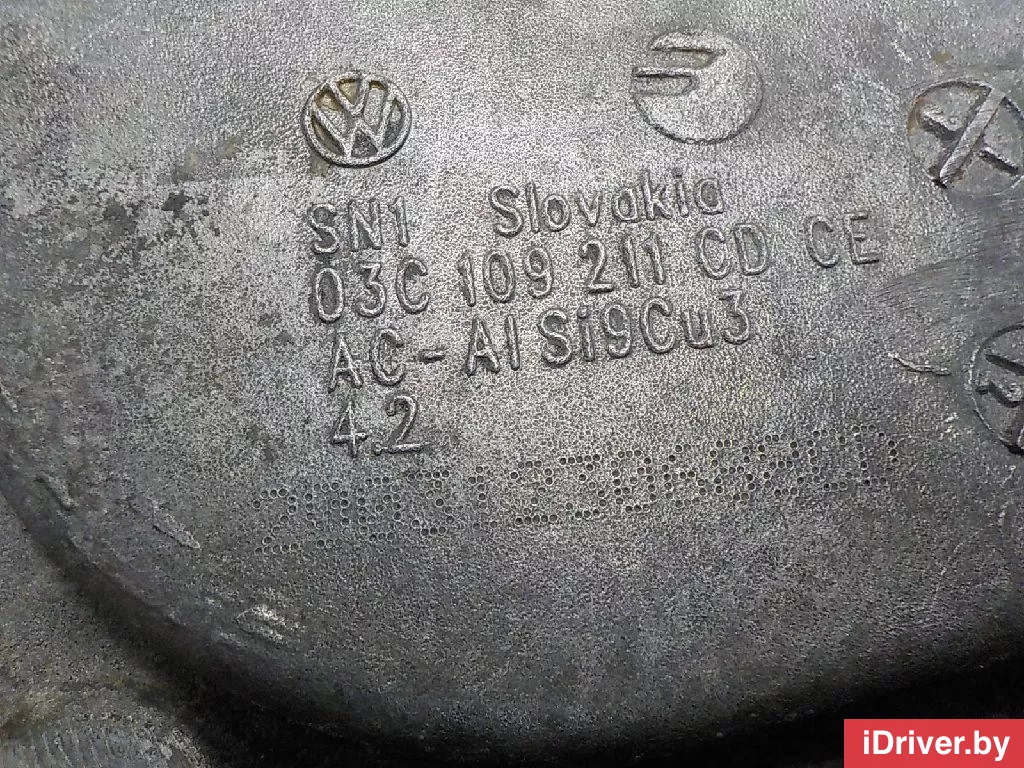 SN1 Slovakia
03C 109 211 CD CE
AC-AlSi9Cu3
4.2
iDriver.by